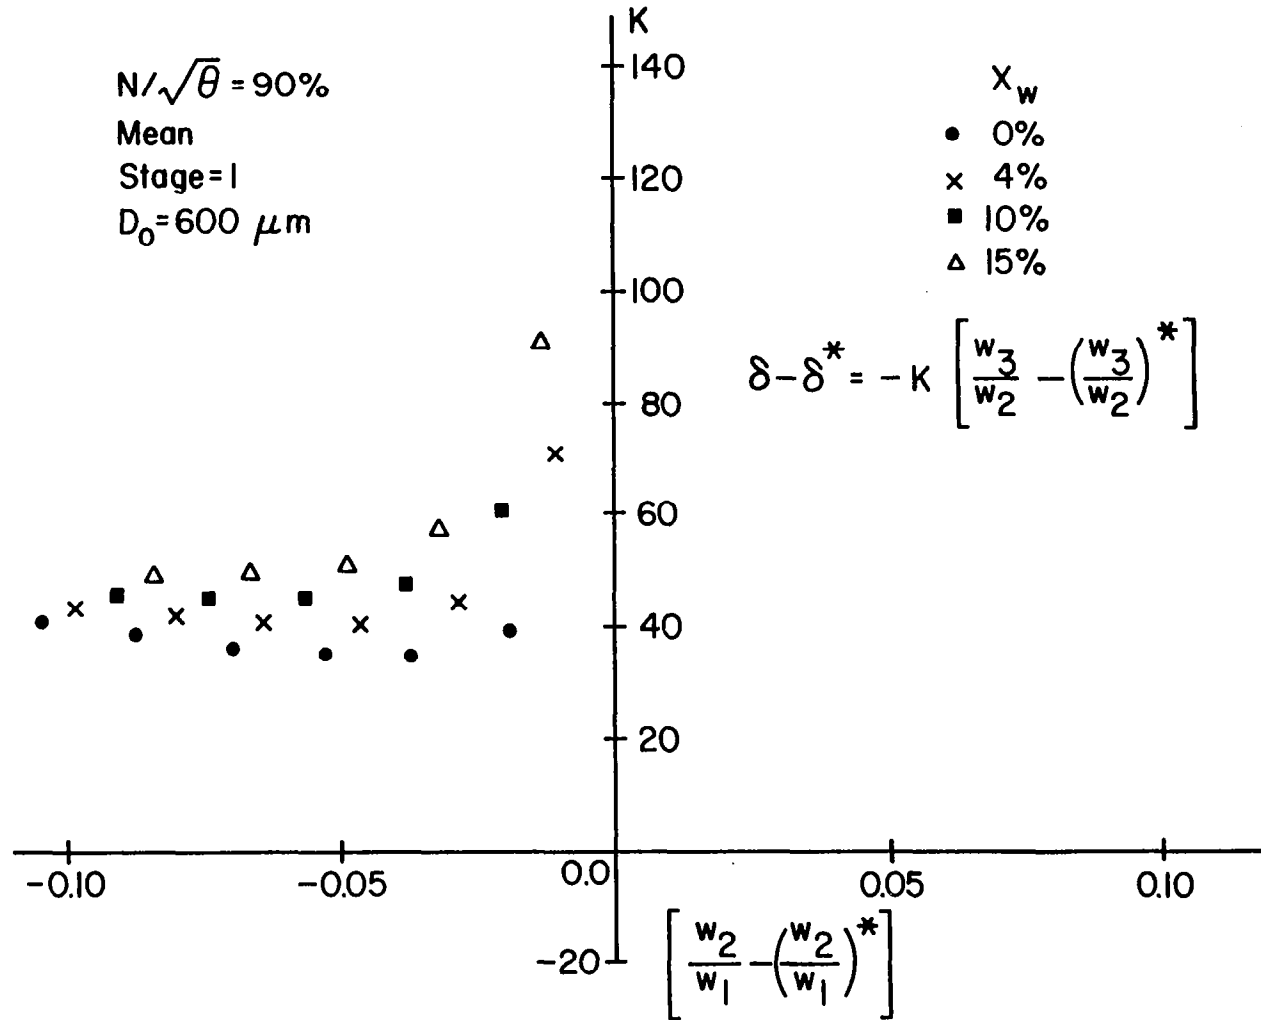 K
N/√θ = 90%
Mean
Stage=1
D₀=600 μm
140
120
100
80
60
40
20
X_w
● 0%
× 4%
■ 10%
△ 15%
δ−δ* = −K [w₃/w₂ − (w₃/w₂)*]
−0.10
−0.05
0.0
0.05
0.10
−20
[w₂/w₁ − (w₂/w₁)*]